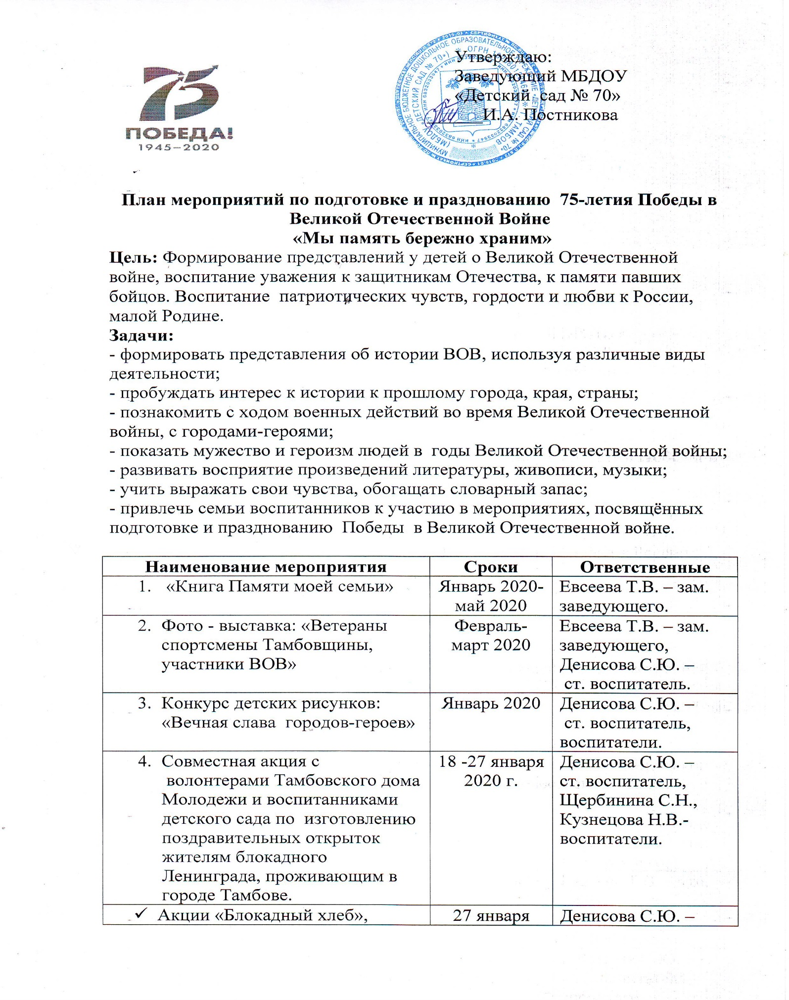 75
ПОБЕДА!
1945–2020
Утверждаю:
Заведующий МБДОУ
«Детский сад № 70»
______И.А. Постникова
План мероприятий по подготовке и празднованию 75-летия Победы в
Великой Отечественной Войне
«Мы память бережно храним»
Цель: Формирование представлений у детей о Великой Отечественной
войне, воспитание уважения к защитникам Отечества, к памяти павших
бойцов. Воспитание патриотических чувств, гордости и любви к России,
малой Родине.
Задачи:
- формировать представления об истории ВОВ, используя различные виды
деятельности;
- пробуждать интерес к истории к прошлому города, края, страны;
- познакомить с ходом военных действий во время Великой Отечественной
войны, с городами-героями;
- показать мужество и героизм людей в годы Великой Отечественной войны;
- развивать восприятие произведений литературы, живописи, музыки;
- учить выражать свои чувства, обогащать словарный запас;
- привлечь семьи воспитанников к участию в мероприятиях, посвящённых
подготовке и празднованию Победы в Великой Отечественной войне.
Наименование мероприятия
Сроки
Ответственные
1. «Книга Памяти моей семьи»
Январь 2020-
май 2020
Евсеева Т.В. – зам.
заведующего.
2. Фото - выставка: «Ветераны
спортсмены Тамбовщины,
участники ВОВ»
Февраль-
март 2020
Евсеева Т.В. – зам.
заведующего,
Денисова С.Ю. –
ст. воспитатель.
3. Конкурс детских рисунков:
«Вечная слава городов-героев»
Январь 2020
Денисова С.Ю. –
ст. воспитатель,
воспитатели.
4. Совместная акция с
волонтерами Тамбовского дома
Молодежи и воспитанниками
детского сада по изготовлению
поздравительных открыток
жителям блокадного
Ленинграда, проживающим в
городе Тамбове.
18 -27 января
2020 г.
Денисова С.Ю. –
ст. воспитатель,
Щербинина С.Н.,
Кузнецова Н.В.-
воспитатели.
✓ Акции «Блокадный хлеб»,
27 января
Денисова С.Ю. –